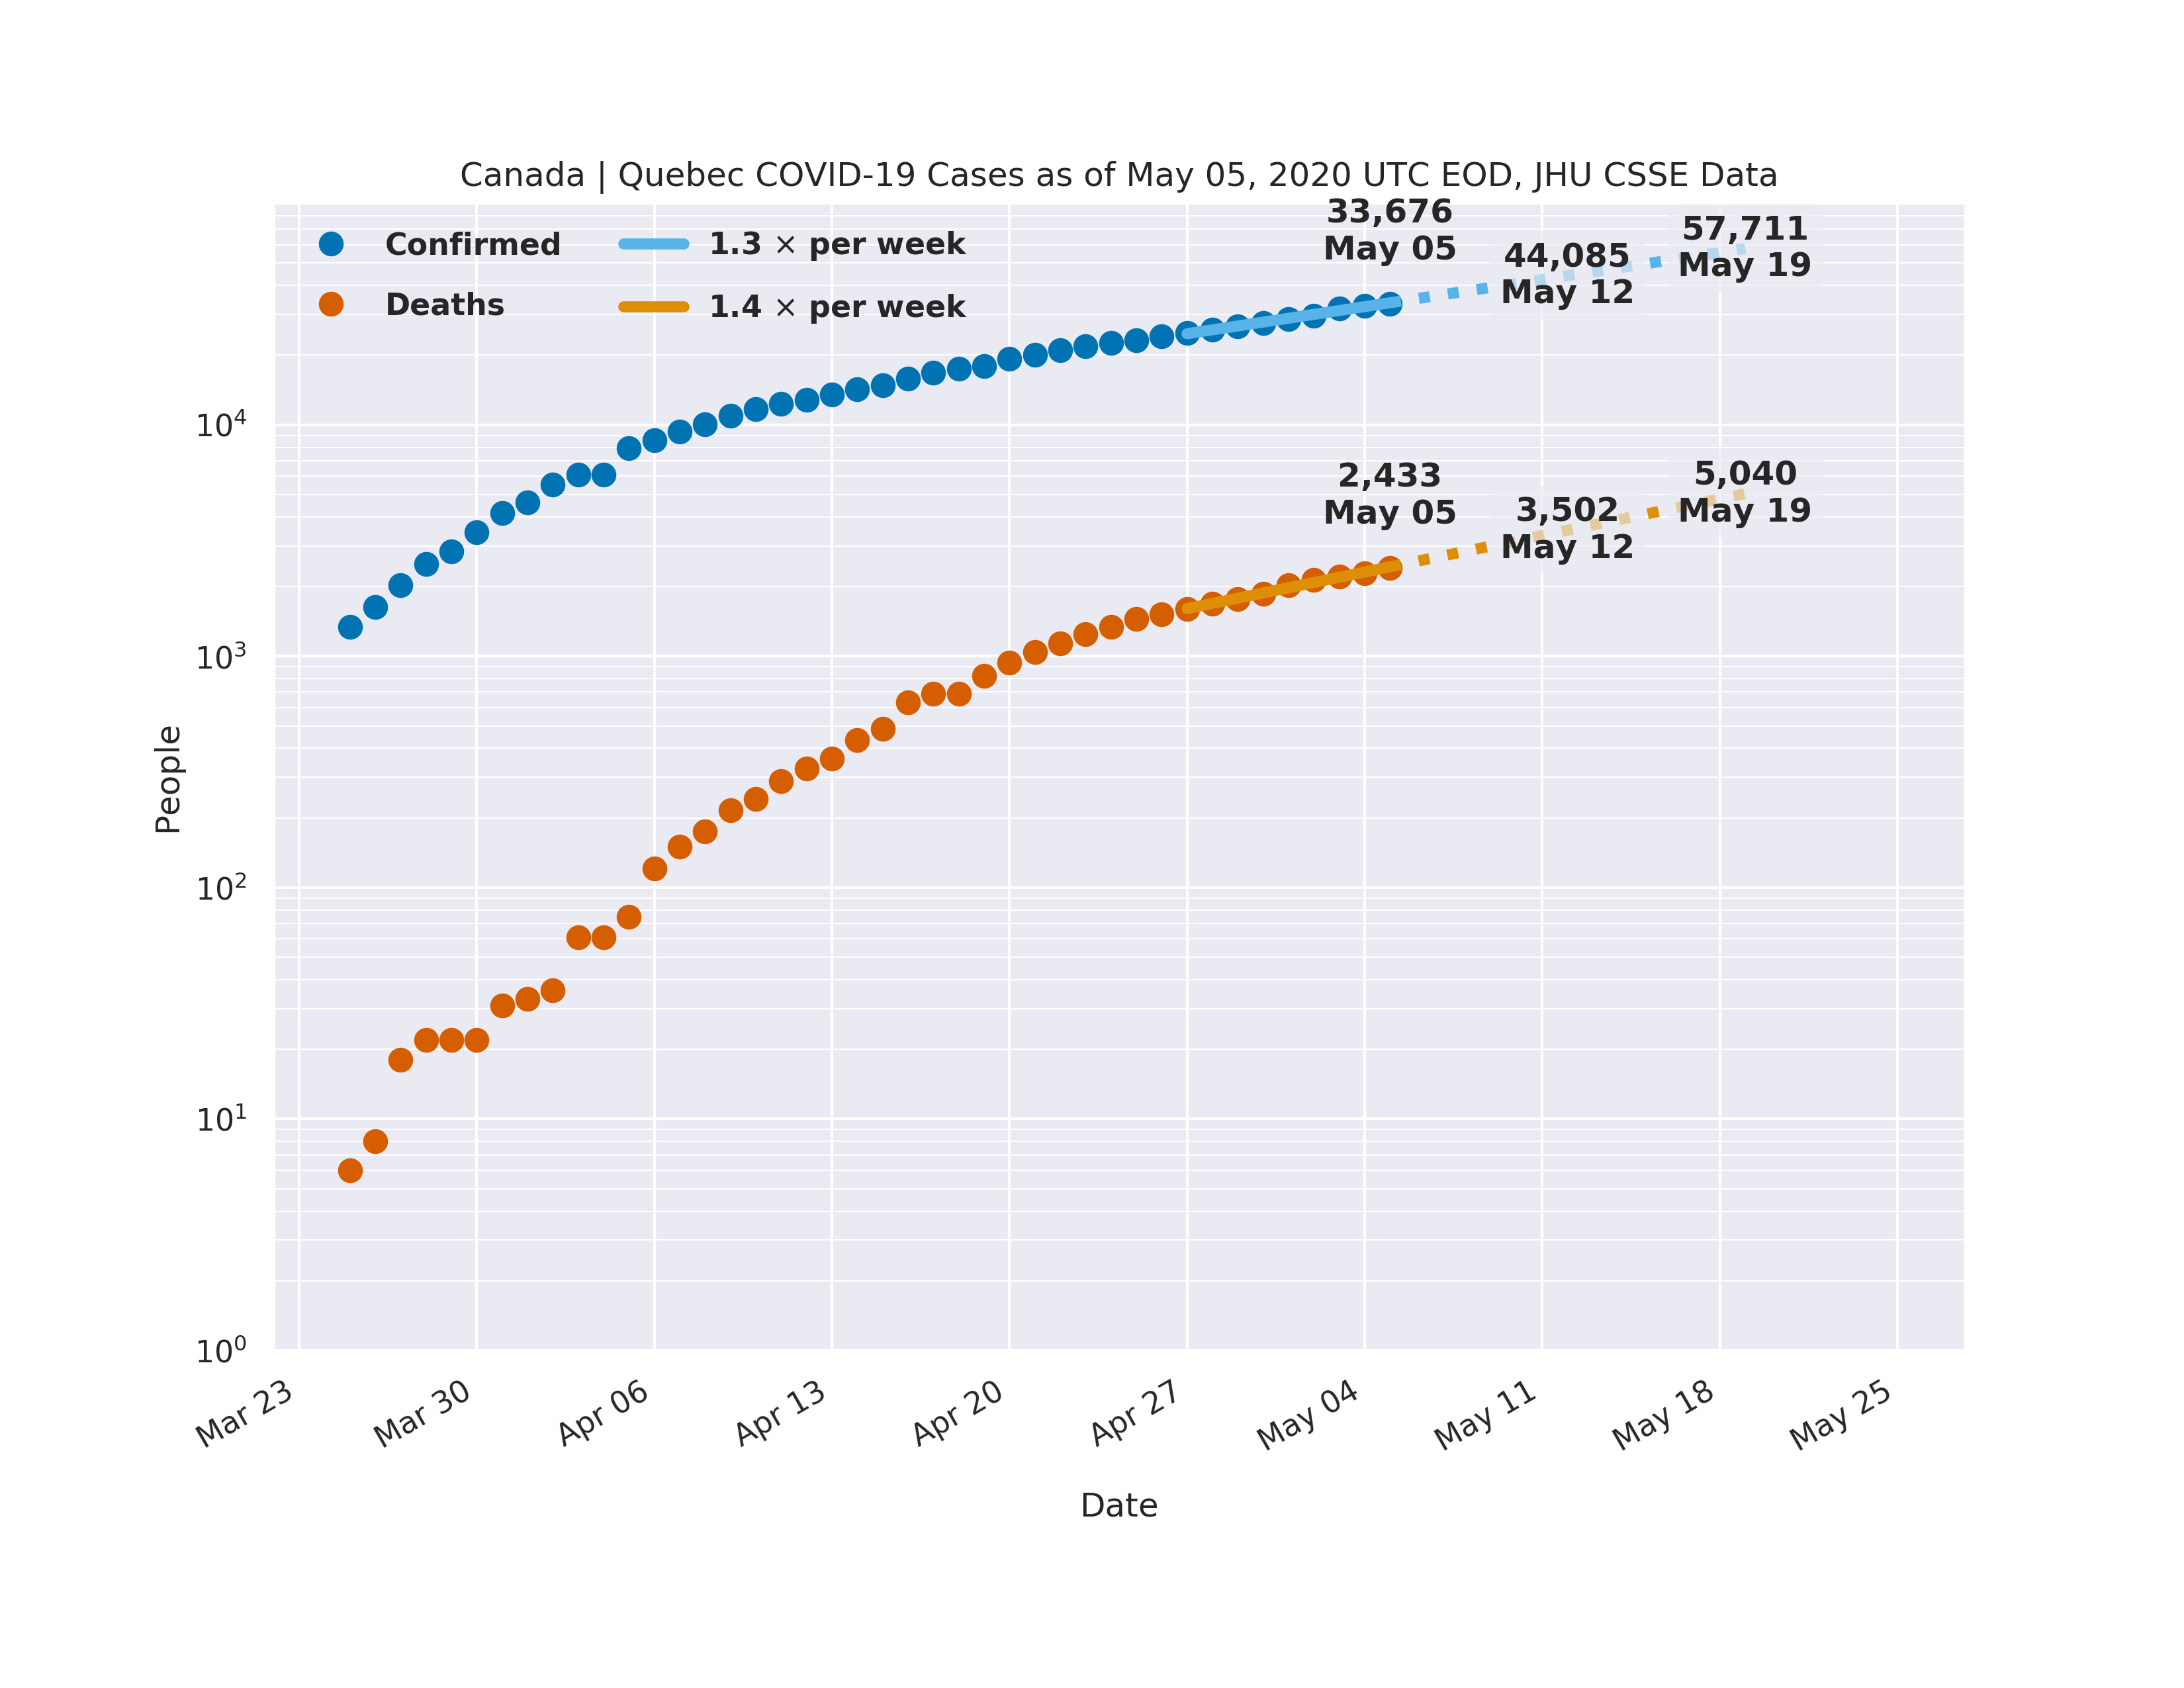 Canada | Quebec COVID-19 Cases as of May 05, 2020 UTC EOD, JHU CSSE Data
Confirmed
Deaths
1.3 × per week
1.4 × per week
33,676
May 05
44,085
May 12
57,711
May 19
2,433
May 05
3,502
May 12
5,040
May 19
People
10⁴
10³
10²
10¹
10⁰
Mar 23
Mar 30
Apr 06
Apr 13
Apr 20
Apr 27
May 04
May 11
May 18
May 25
Date